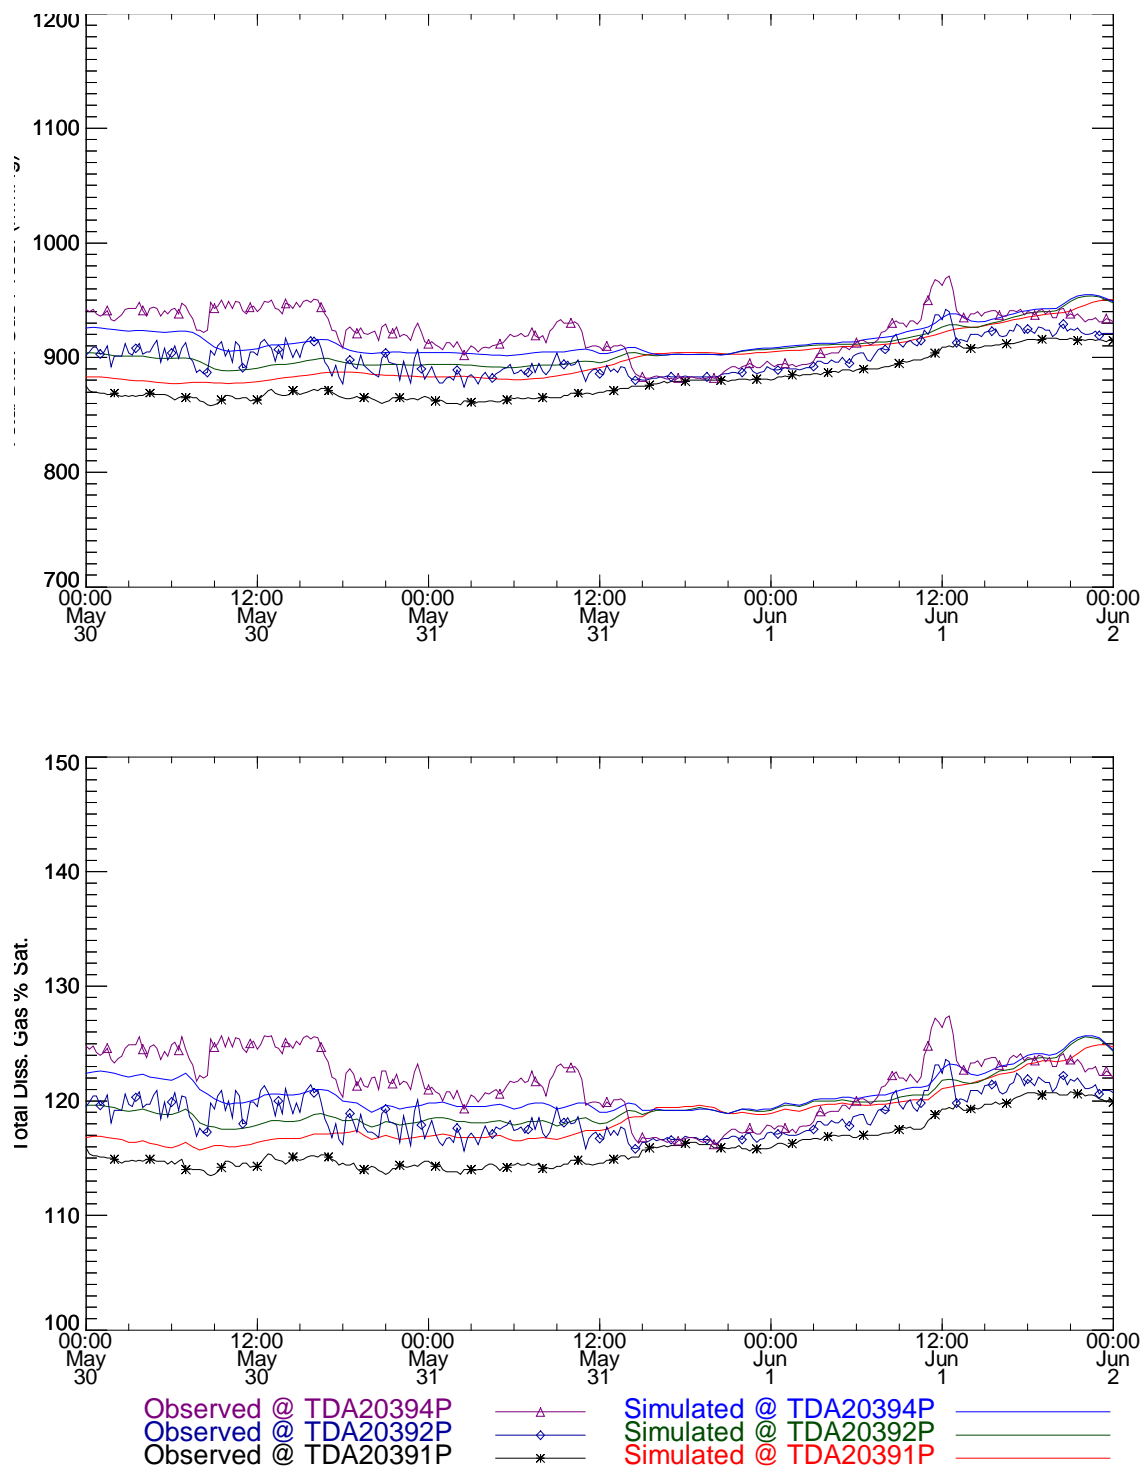 1200
1100
1000
900
800
700
00:00 12:00 00:00 12:00 00:00 12:00 00:00
May May May May Jun Jun Jun
30 30 31 31 1 1 2
150
Total Diss. Gas % Sat.
140
130
120
110
100
00:00 12:00 00:00 12:00 00:00 12:00 00:00
May May May May Jun Jun Jun
30 30 31 31 1 1 2
Observed @ TDA20394P Simulated @ TDA20394P
Observed @ TDA20392P Simulated @ TDA20392P
Observed @ TDA20391P Simulated @ TDA20391P